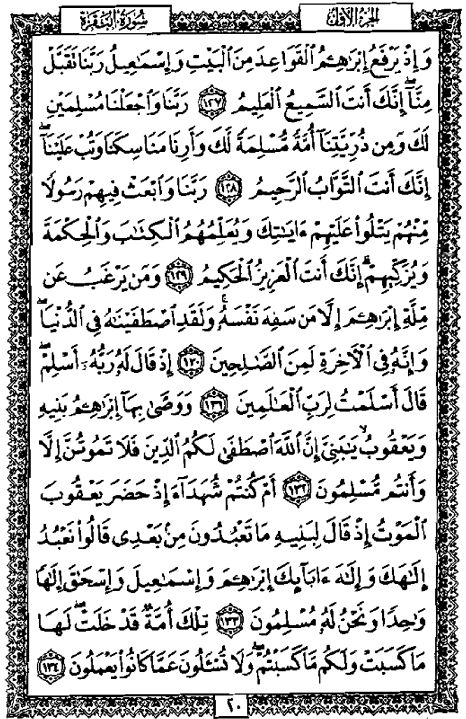 سُورَةُ البَقَرَةِ
الجُزْءُ الأَوَّلُ
وَإِذْ يَرْفَعُ إِبْرَٰهِـۧمُ ٱلْقَوَاعِدَ مِنَ ٱلْبَيْتِ وَإِسْمَٰعِيلُ رَبَّنَا تَقَبَّلْ
مِنَّآ إِنَّكَ أَنتَ ٱلسَّمِيعُ ٱلْعَلِيمُ ١٢٧ رَبَّنَا وَٱجْعَلْنَا مُسْلِمَيْنِ
لَكَ وَمِن ذُرِّيَّتِنَآ أُمَّةً مُّسْلِمَةً لَّكَ وَأَرِنَا مَنَاسِكَنَا وَتُبْ عَلَيْنَآ
إِنَّكَ أَنتَ ٱلتَّوَّابُ ٱلرَّحِيمُ ١٢٨ رَبَّنَا وَٱبْعَثْ فِيهِمْ رَسُولًا
مِّنْهُمْ يَتْلُوا۟ عَلَيْهِمْ ءَايَٰتِكَ وَيُعَلِّمُهُمُ ٱلْكِتَٰبَ وَٱلْحِكْمَةَ
وَيُزَكِّيهِمْ إِنَّكَ أَنتَ ٱلْعَزِيزُ ٱلْحَكِيمُ ١٢٩ وَمَن يَرْغَبُ عَن
مِّلَّةِ إِبْرَٰهِـۧمَ إِلَّا مَن سَفِهَ نَفْسَهُۥ وَلَقَدِ ٱصْطَفَيْنَٰهُ فِى ٱلدُّنْيَا
وَإِنَّهُۥ فِى ٱلْءَاخِرَةِ لَمِنَ ٱلصَّٰلِحِينَ ١٣٠ إِذْ قَالَ لَهُۥ رَبُّهُۥٓ أَسْلِمْ
قَالَ أَسْلَمْتُ لِرَبِّ ٱلْعَٰلَمِينَ ١٣١ وَوَصَّىٰ بِهَآ إِبْرَٰهِـۧمُ بَنِيهِ
وَيَعْقُوبُ يَٰبَنِىَّ إِنَّ ٱللَّهَ ٱصْطَفَىٰ لَكُمُ ٱلدِّينَ فَلَا تَمُوتُنَّ إِلَّا
وَأَنتُم مُّسْلِمُونَ ١٣٢ أَمْ كُنتُمْ شُهَدَآءَ إِذْ حَضَرَ يَعْقُوبَ
ٱلْمَوْتُ إِذْ قَالَ لِبَنِيهِ مَا تَعْبُدُونَ مِنۢ بَعْدِى قَالُوا۟ نَعْبُدُ
إِلَٰهَكَ وَإِلَٰهَ ءَابَآئِكَ إِبْرَٰهِـۧمَ وَإِسْمَٰعِيلَ وَإِسْحَٰقَ إِلَٰهًا
وَٰحِدًا وَنَحْنُ لَهُۥ مُسْلِمُونَ ١٣٣ تِلْكَ أُمَّةٌ قَدْ خَلَتْ لَهَا
مَا كَسَبَتْ وَلَكُم مَّا كَسَبْتُمْ وَلَا تُسْـَٔلُونَ عَمَّا كَانُوا۟ يَعْمَلُونَ ١٣٤
٢٠